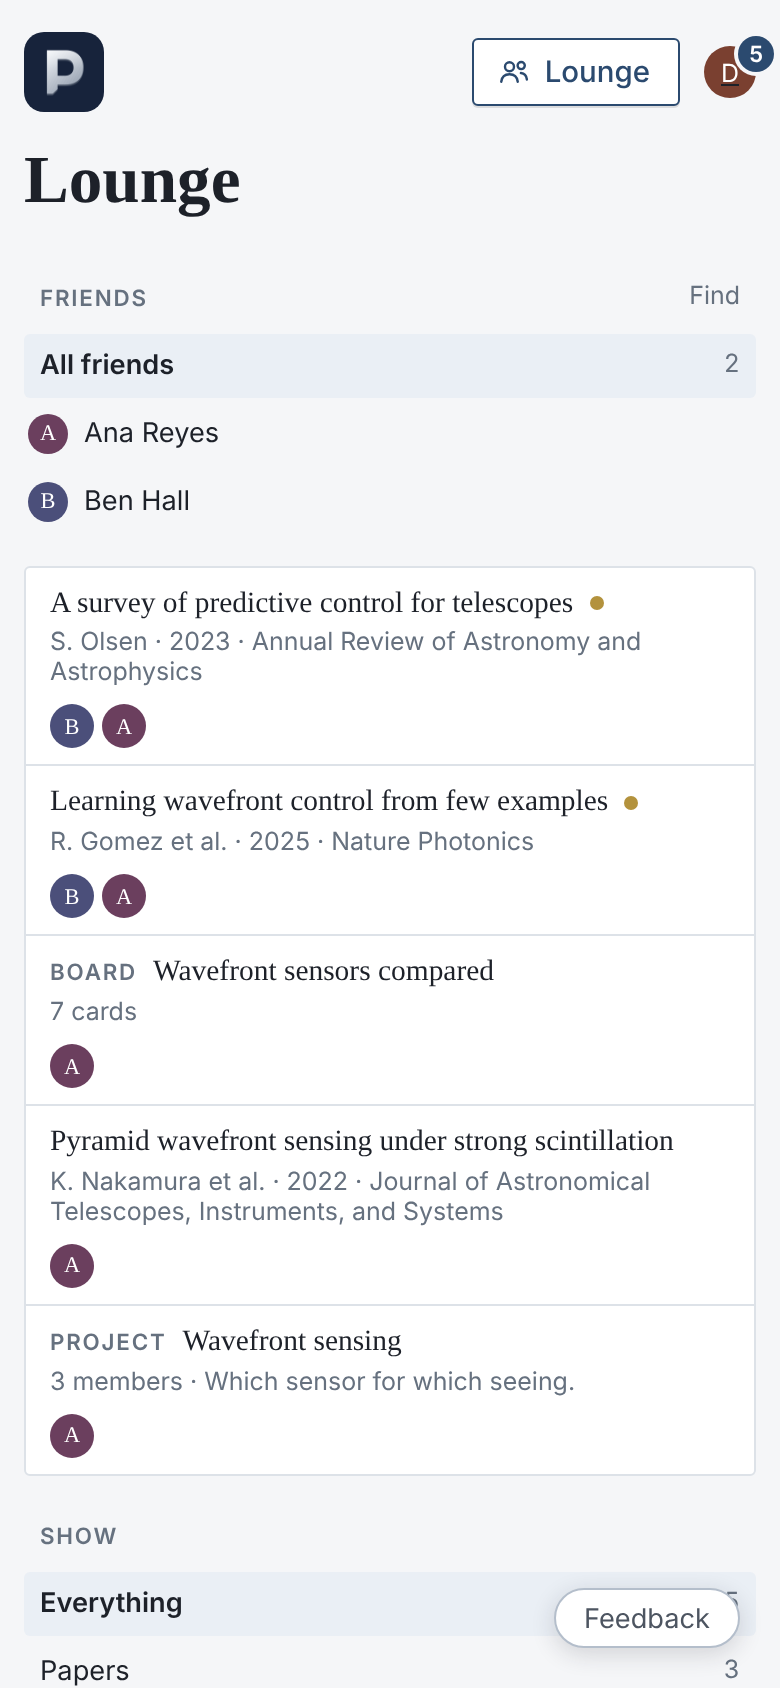 P
Lounge
D
5
Lounge
FRIENDS
Find
All friends
2
A
Ana Reyes
B
Ben Hall
A survey of predictive control for telescopes
S. Olsen · 2023 · Annual Review of Astronomy and
Astrophysics
B A
Learning wavefront control from few examples
R. Gomez et al. · 2025 · Nature Photonics
B A
BOARD Wavefront sensors compared
7 cards
A
Pyramid wavefront sensing under strong scintillation
K. Nakamura et al. · 2022 · Journal of Astronomical
Telescopes, Instruments, and Systems
A
PROJECT Wavefront sensing
3 members · Which sensor for which seeing.
A
SHOW
Everything
Feedback
Papers
3